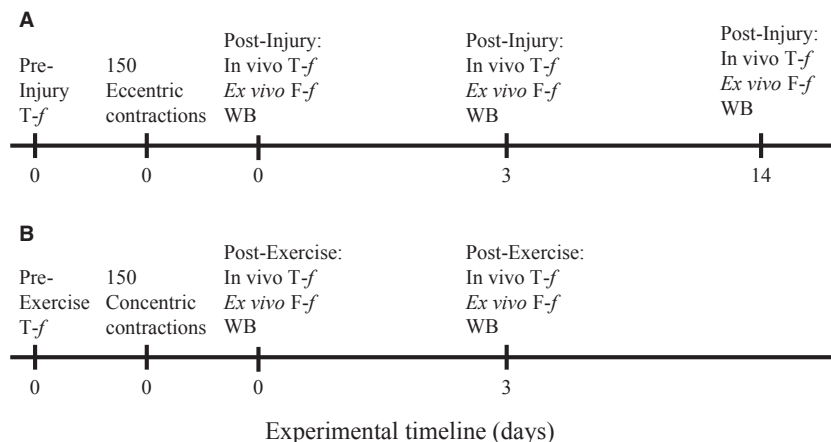 A
Pre-
Injury
T-f
150
Eccentric
contractions
Post-Injury:
In vivo T-f
Ex vivo F-f
WB
Post-Injury:
In vivo T-f
Ex vivo F-f
WB
Post-Injury:
In vivo T-f
Ex vivo F-f
WB
0
0
0
3
14
B
Pre-
Exercise
T-f
150
Concentric
contractions
Post-Exercise:
In vivo T-f
Ex vivo F-f
WB
Post-Exercise:
In vivo T-f
Ex vivo F-f
WB
0
0
0
3
Experimental timeline (days)